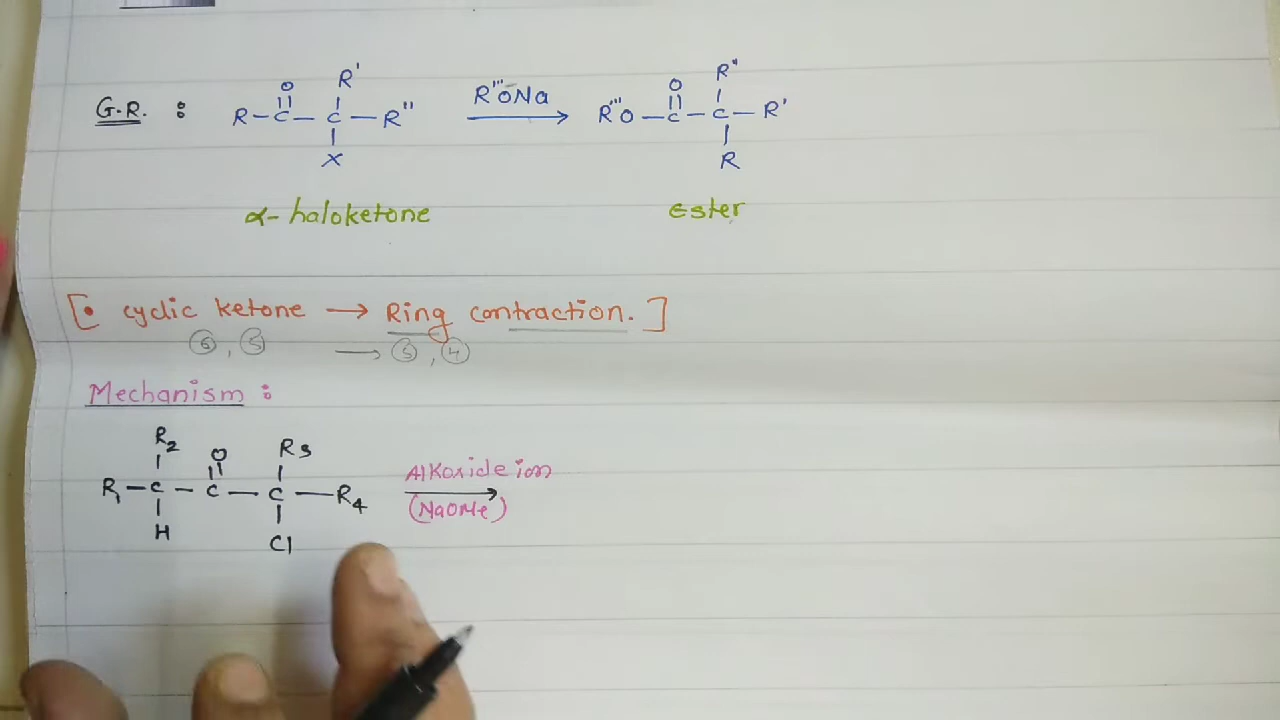 G.R. : R-C-C-R'' R'''ONa R'''O-C-C-R'
O R' O R''
X R
α-haloketone Ester
[• cyclic ketone → Ring contraction.]
6, 5 → 3, 4
Mechanism :
R2 O R3
R1-C-C-C-R4 Alkoxide ion
H Cl (NaOMe)